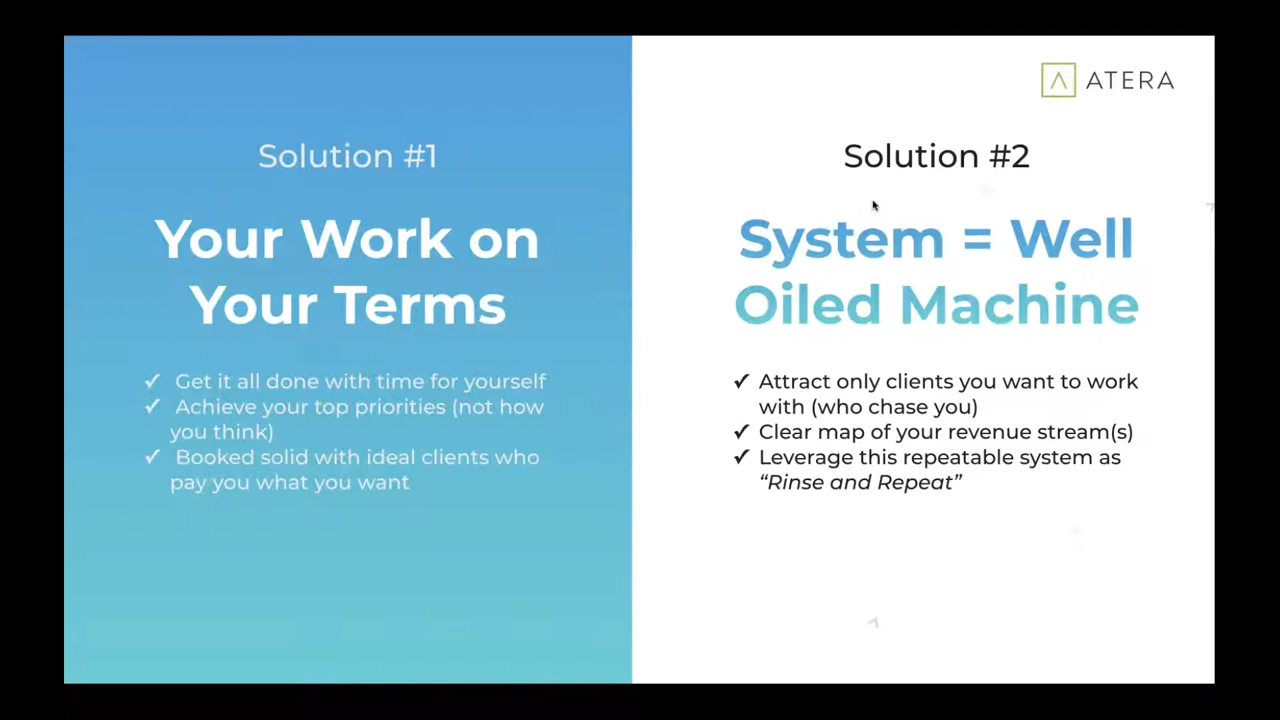 Solution #1
Your Work on
Your Terms
✓ Get it all done with time for yourself
✓ Achieve your top priorities (not how
you think)
✓ Booked solid with ideal clients who
pay you what you want
ATERA
Solution #2
System = Well
Oiled Machine
✓ Attract only clients you want to work
with (who chase you)
✓ Clear map of your revenue stream(s)
✓ Leverage this repeatable system as
“Rinse and Repeat”